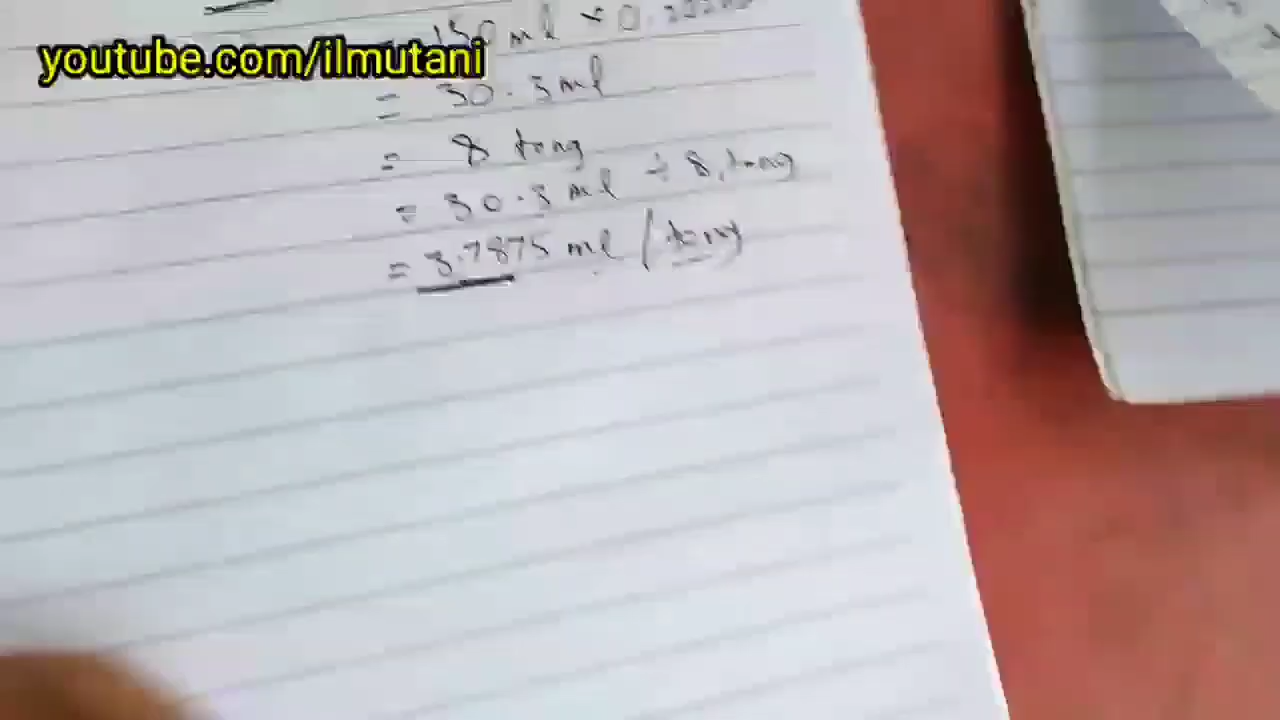 youtube.com/ilmutani
150 ml × 0.
= 30.3 ml
= 8 tong
= 30.3 ml ÷ 8 tong
= 3.7875 ml / tong